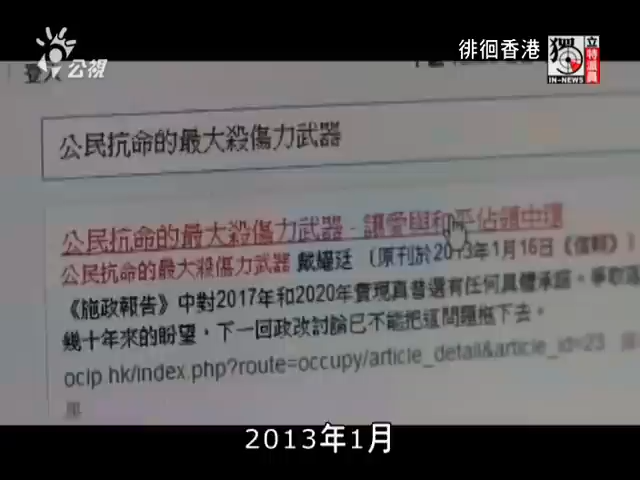 徘徊香港
獨立特派員
IN-NEWS
公視
公民抗命的最大殺傷力武器
公民抗命的最大殺傷力武器 - 讓愛與和平佔領中環
公民抗命的最大殺傷力武器 戴耀廷 （原刊於2013年1月16日《信報》）
《施政報告》中對2017年和2020年實現真普選有任何具體承諾。爭取
幾十年來的盼望，下一回政改討論已不能把這問題拖下去。
oclp hk/index.php?route=occupy/article_detail&article_id=23
2013年1月